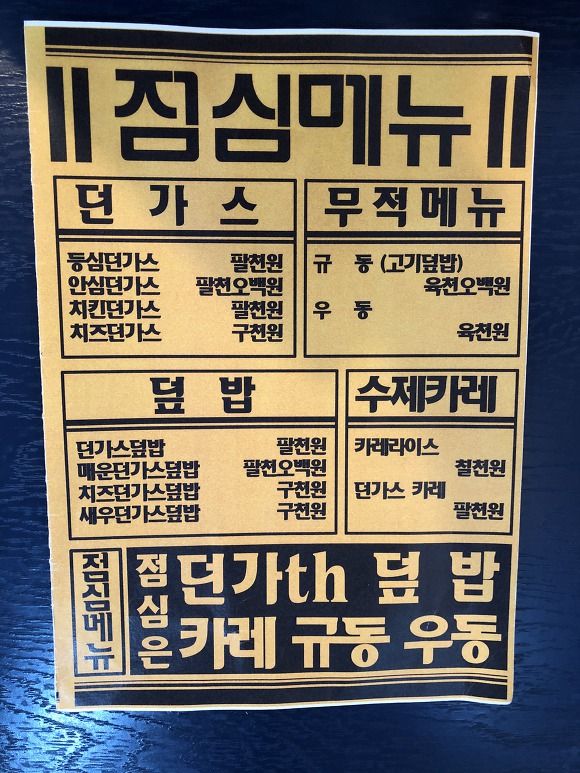 점심메뉴
던가스
등심던가스 팔천원
안심던가스 팔천오백원
치킨던가스 팔천원
치즈던가스 구천원
무적메뉴
규동 (고기덮밥)
육천오백원
우동
육천원
덮밥
던가스덮밥 팔천원
매운던가스덮밥 팔천오백원
치즈던가스덮밥 구천원
새우던가스덮밥 구천원
수제카레
카레라이스
칠천원
던가스 카레
팔천원
점심메뉴
점심은
던가th 덮밥
카레 규동 우동